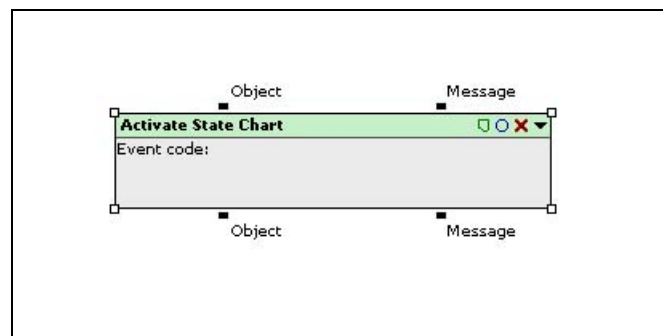 Object Message
Activate State Chart
Event code:
Object Message